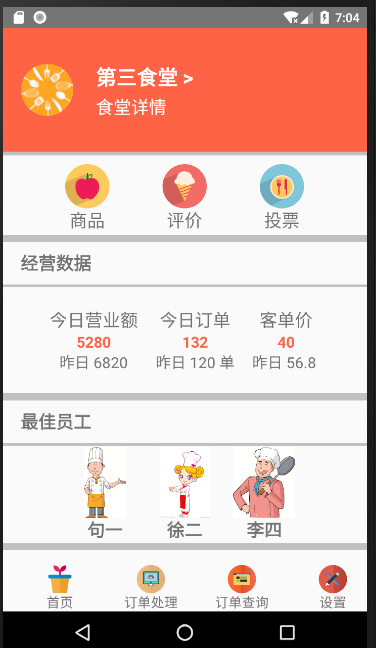 7:04
第三食堂 >
食堂详情
商品 评价 投票
经营数据
今日营业额 今日订单 客单价
5280 132 40
昨日 6820 昨日 120 单 昨日 56.8
最佳员工
句一 徐二 李四
首页 订单处理 订单查询 设置